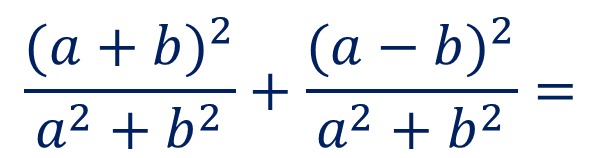 (a + b)²/(a² + b²) + (a − b)²/(a² + b²) =